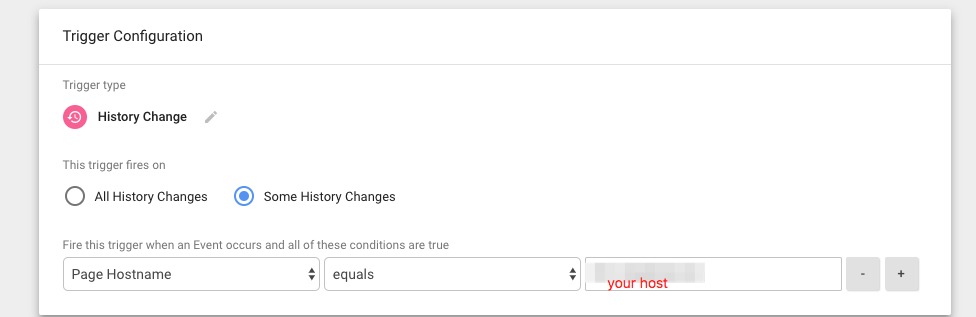 Trigger Configuration
Trigger type
History Change
This trigger fires on
All History Changes Some History Changes
Fire this trigger when an Event occurs and all of these conditions are true
Page Hostname equals your host - +